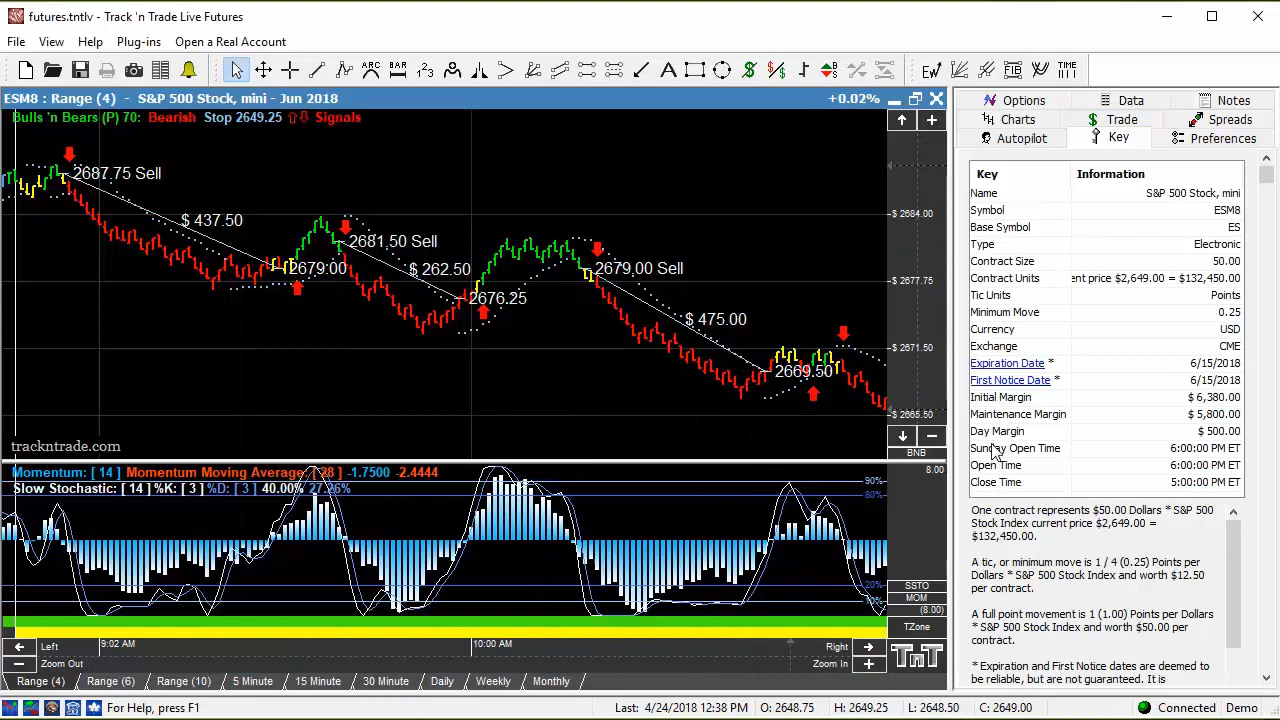 futures.tntlv - Track 'n Trade Live Futures
File View Help Plug-ins Open a Real Account
ARC BAR 1 2 3 TIME
ESM8 : Range (4) - S&P 500 Stock, mini - Jun 2018 +0.02%
Bulls 'n Bears (P) 70: Bearish Stop 2649.25 Signals
2687.75 Sell
$ 437.50
2679.00
2681.50 Sell
$ 262.50
2676.25
2679.00 Sell
$ 475.00
2669.50
$ 2684.00
$ 2677.75
$ 2671.50
$ 2665.50
trackntrade.com
BNB
Momentum: [ 14 ] Momentum Moving Average: [ 28 ] -1.7500 -2.4444
Slow Stochastic: [ 14 ] %K: [ 3 ] %D: [ 3 ] 40.00% 27.26%
8.00
90%
80%
20%
10%
SSTO
MOM
(8.00)
TZone
Left 9:02 AM 10:00 AM Right
Zoom Out Zoom In
TNT
Range (4) Range (6) Range (10) 5 Minute 15 Minute 30 Minute Daily Weekly Monthly
Options Data Notes
Charts Trade Spreads
Autopilot Key Preferences
Key Information
Name S&P 500 Stock, mini
Symbol ESM8
Base Symbol ES
Type Electronic
Contract Size 50.00
Contract Units ent price $2,649.00 = $132,450.00
Tic Units Points
Minimum Move 0.25
Currency USD
Exchange CME
Expiration Date * 6/15/2018
First Notice Date * 6/15/2018
Initial Margin $ 6,380.00
Maintenance Margin $ 5,800.00
Day Margin $ 500.00
Sunday Open Time 6:00:00 PM ET
Open Time 6:00:00 PM ET
Close Time 5:00:00 PM ET
One contract represents $50.00 Dollars * S&P 500
Stock Index current price $2,649.00 =
$132,450.00.
A tic, or minimum move is 1 / 4 (0.25) Points per
Dollars * S&P 500 Stock Index and worth $12.50
per contract.
A full point movement is 1 (1.00) Points per Dollars
* S&P 500 Stock Index and worth $50.00 per
contract.
* Expiration and First Notice dates are deemed to
be reliable, but are not guaranteed. It is
For Help, press F1 Last: 4/24/2018 12:38 PM O: 2648.75 H: 2649.25 L: 2648.50 C: 2649.00 Connected Demo